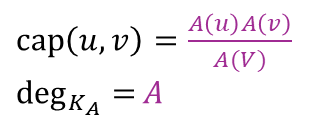 cap(u, v) = A(u)A(v)/A(V)
deg_{K_A} = A